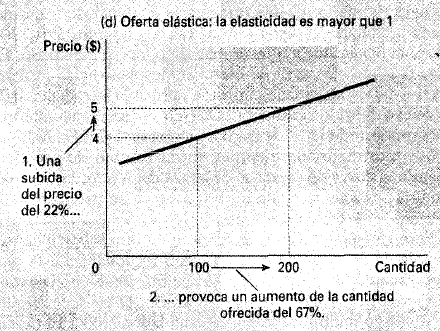 (d) Oferta elástica: la elasticidad es mayor que 1
Precio ($)
5
4
1. Una
subida
del precio
del 22%...
0
100
200
Cantidad
2. ... provoca un aumento de la cantidad
ofrecida del 67%.